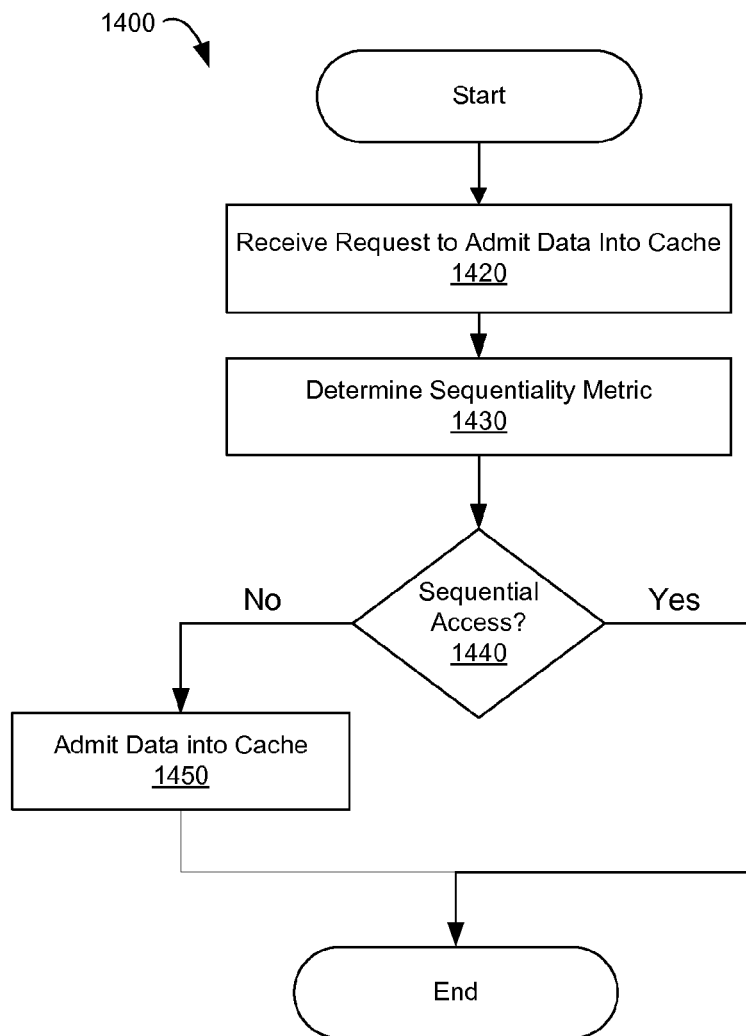 1400
Start
Receive Request to Admit Data Into Cache
1420
Determine Sequentiality Metric
1430
Sequential
Access?
1440
No
Yes
Admit Data into Cache
1450
End